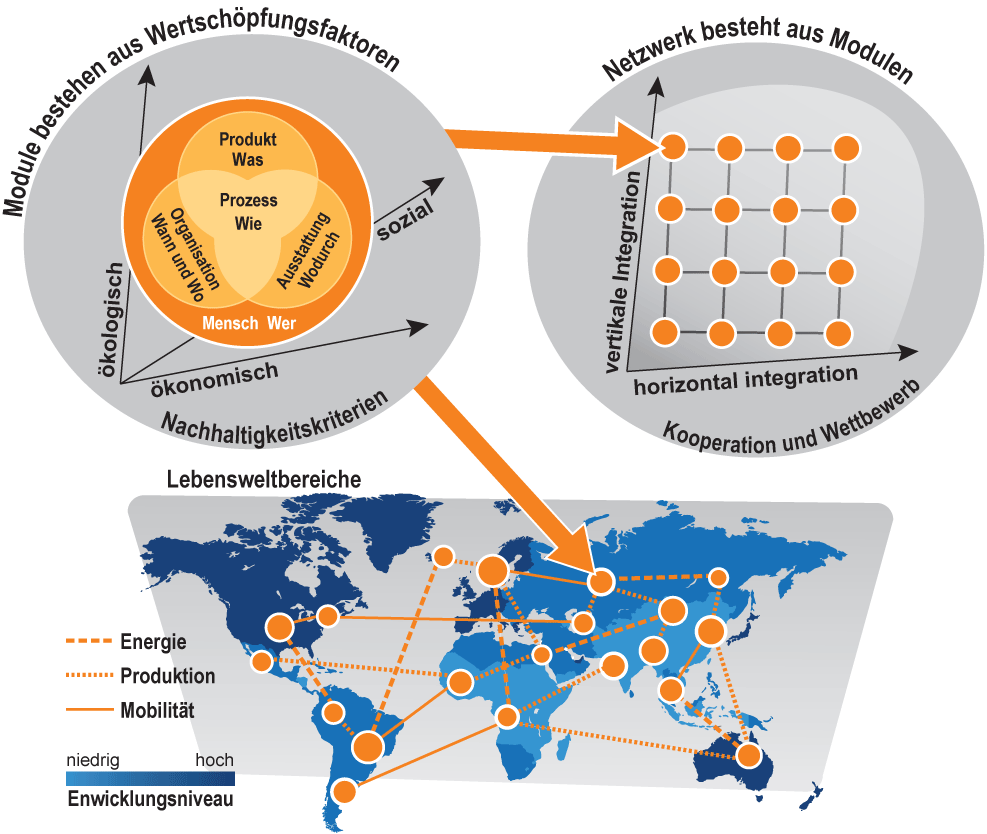 Module bestehen aus Wertschöpfungsfaktoren
ökologisch
Produkt
Was
Prozess
Wie
Organisation
Wann und Wo
Ausstattung
Wodurch
Mensch Wer
sozial
ökonomisch
Nachhaltigkeitskriterien
Netzwerk besteht aus Modulen
vertikale Integration
horizontal integration
Kooperation und Wettbewerb
Lebensweltbereiche
Energie
Produktion
Mobilität
niedrig hoch
Enwicklungsniveau